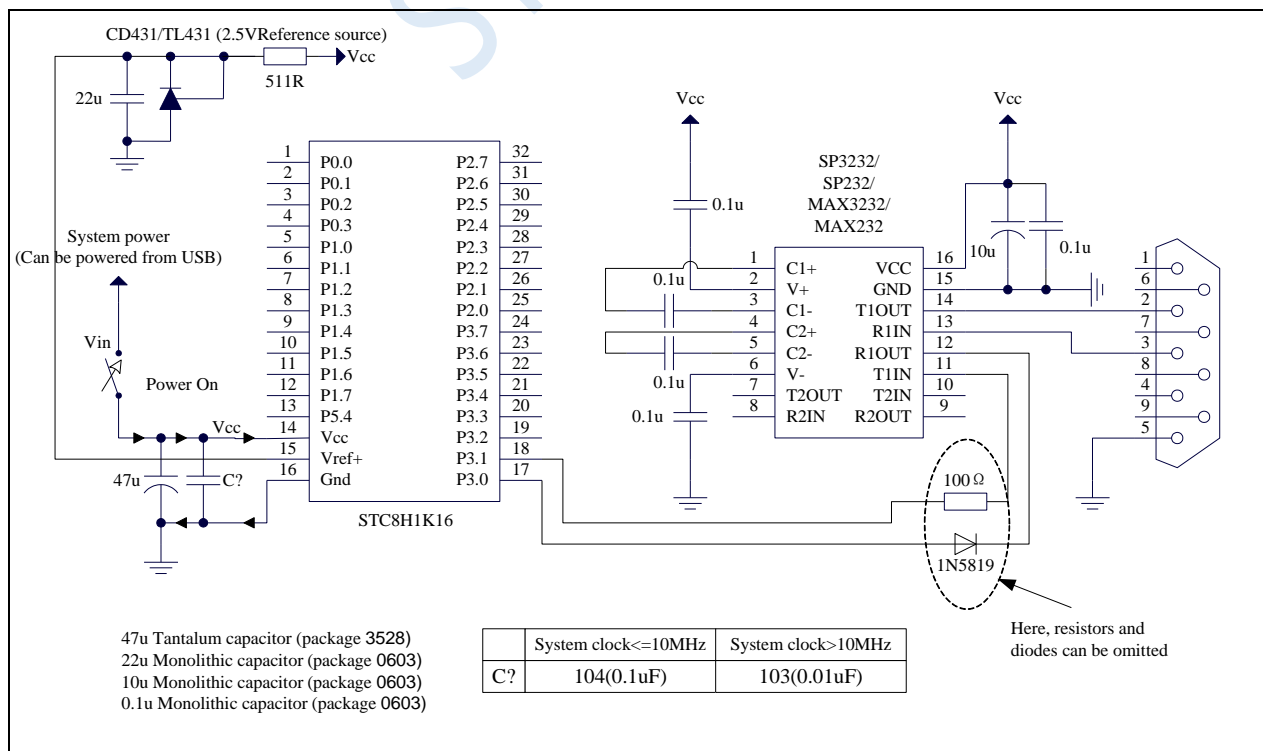 CD431/TL431 (2.5VReference source)
Vcc
511R
22u
System power
(Can be powered from USB)
Vin
Power On
Vcc
47u
C?
1 P0.0
2 P0.1
3 P0.2
4 P0.3
5 P1.0
6 P1.1
7 P1.2
8 P1.3
9 P1.4
10 P1.5
11 P1.6
12 P1.7
13 P5.4
14 Vcc
15 Vref+
16 Gnd
P2.7 32
P2.6 31
P2.5 30
P2.4 29
P2.3 28
P2.2 27
P2.1 26
P2.0 25
P3.7 24
P3.6 23
P3.5 22
P3.4 21
P3.3 20
P3.2 19
P3.1 18
P3.0 17
STC8H1K16
Vcc
0.1u
0.1u
0.1u
0.1u
SP3232/
SP232/
MAX3232/
MAX232
1 C1+
2 V+
3 C1-
4 C2+
5 C2-
6 V-
7 T2OUT
8 R2IN
VCC 16
GND 15
T1OUT 14
R1IN 13
R1OUT 12
T1IN 11
T2IN 10
R2OUT 9
Vcc
10u
0.1u
1
6
2
7
3
8
4
9
5
100Ω
1N5819
Here, resistors and
diodes can be omitted
47u Tantalum capacitor (package 3528)
22u Monolithic capacitor (package 0603)
10u Monolithic capacitor (package 0603)
0.1u Monolithic capacitor (package 0603)
System clock<=10MHz System clock>10MHz
C? 104(0.1uF) 103(0.01uF)